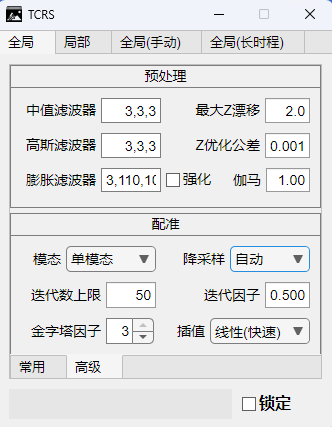 TCRS
全局 局部 全局(手动) 全局(长时程)
预处理
中值滤波器 3,3,3 最大Z漂移 2.0
高斯滤波器 3,3,3 Z优化公差 0.001
膨胀滤波器 3,110,10 强化 伽马 1.00
配准
模态 单模态 降采样 自动
迭代数上限 50 迭代因子 0.500
金字塔因子 3 插值 线性(快速)
常用 高级
锁定